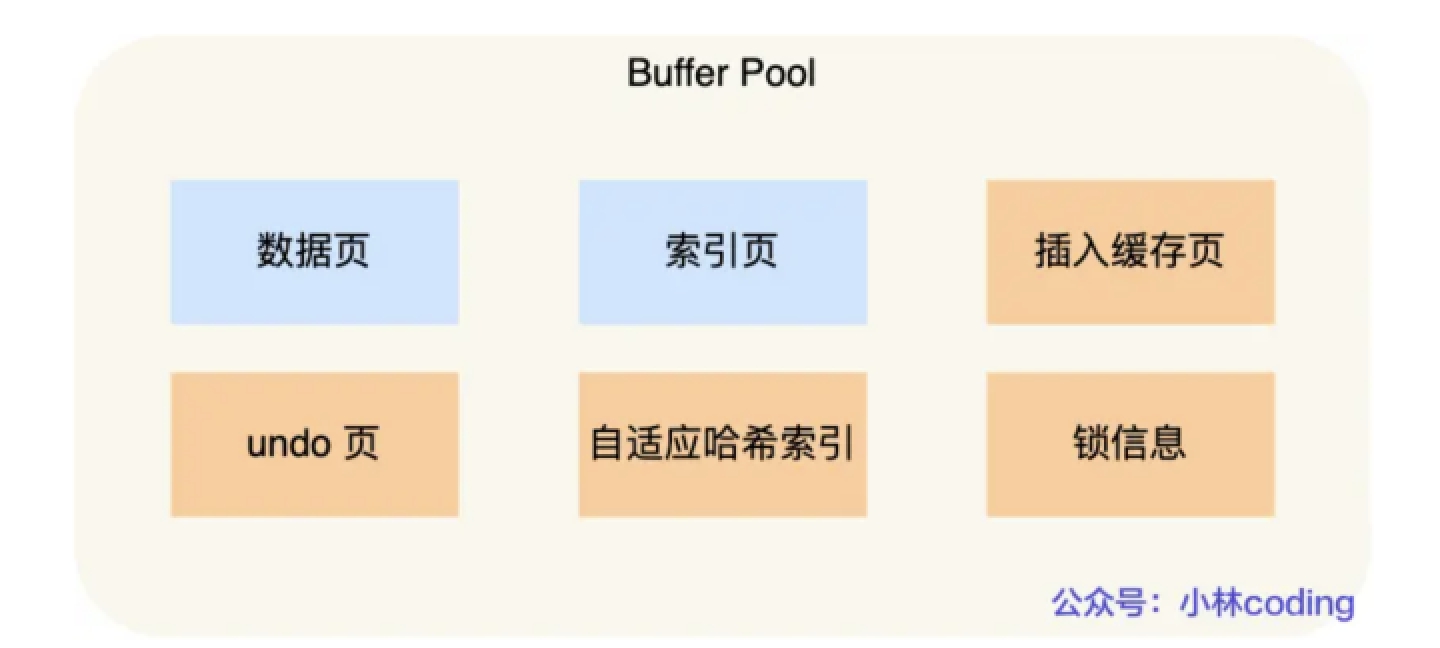 Buffer Pool
数据页
索引页
插入缓存页
undo 页
自适应哈希索引
锁信息
公众号：小林coding